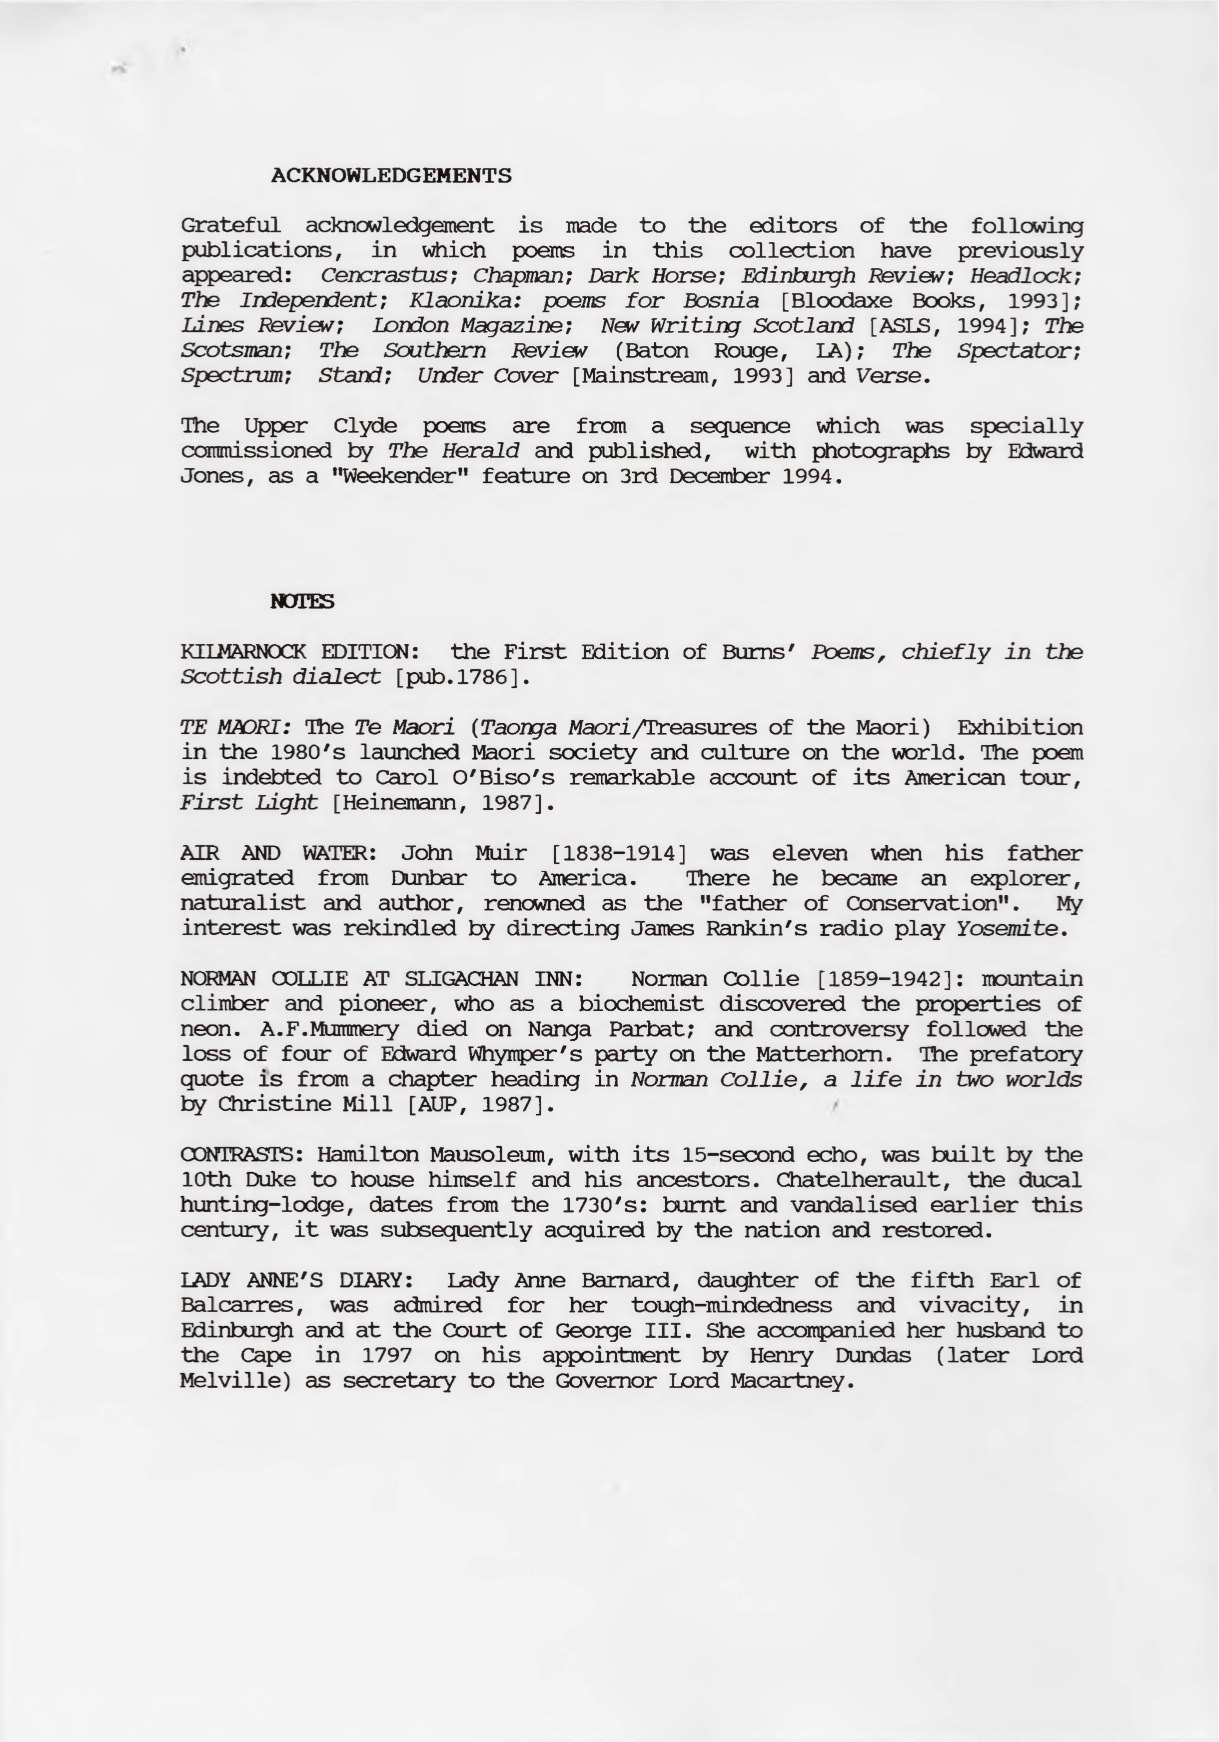 ACKNOWLEDGEMENTS
Grateful acknowledgement is made to the editors of the following
publications, in which poems in this collection have previously
appeared: Cencrastus; Chapman; Dark Horse; Edinburgh Review; Headlock;
The Independent; Klaonika: poems for Bosnia [Bloodaxe Books, 1993];
Lines Review; London Magazine; New Writing Scotland [ASLS, 1994]; The
Scotsman; The Southern Review (Baton Rouge, LA); The Spectator;
Spectrum; Stand; Under Cover [Mainstream, 1993] and Verse.
The Upper Clyde poems are from a sequence which was specially
commissioned by The Herald and published, with photographs by Edward
Jones, as a "Weekender" feature on 3rd December 1994.
NOTES
KILMARNOCK EDITION: the First Edition of Burns' Poems, chiefly in the
Scottish dialect [pub.1786].
TE MAORI: The Te Maori (Taonga Maori/Treasures of the Maori) Exhibition
in the 1980's launched Maori society and culture on the world. The poem
is indebted to Carol O'Biso's remarkable account of its American tour,
First Light [Heinemann, 1987].
AIR AND WATER: John Muir [1838-1914] was eleven when his father
emigrated from Dunbar to America. There he became an explorer,
naturalist and author, renowned as the "father of Conservation". My
interest was rekindled by directing James Rankin's radio play Yosemite.
NORMAN COLLIE AT SLIGACHAN INN: Norman Collie [1859-1942]: mountain
climber and pioneer, who as a biochemist discovered the properties of
neon. A.F.Mummery died on Nanga Parbat; and controversy followed the
loss of four of Edward Whymper's party on the Matterhorn. The prefatory
quote is from a chapter heading in Norman Collie, a life in two worlds
by Christine Mill [AUP, 1987].
CONTRASTS: Hamilton Mausoleum, with its 15-second echo, was built by the
10th Duke to house himself and his ancestors. Chatelherault, the ducal
hunting-lodge, dates from the 1730's: burnt and vandalised earlier this
century, it was subsequently acquired by the nation and restored.
LADY ANNE'S DIARY: Lady Anne Barnard, daughter of the fifth Earl of
Balcarres, was admired for her tough-mindedness and vivacity, in
Edinburgh and at the Court of George III. She accompanied her husband to
the Cape in 1797 on his appointment by Henry Dundas (later Lord
Melville) as secretary to the Governor Lord Macartney.